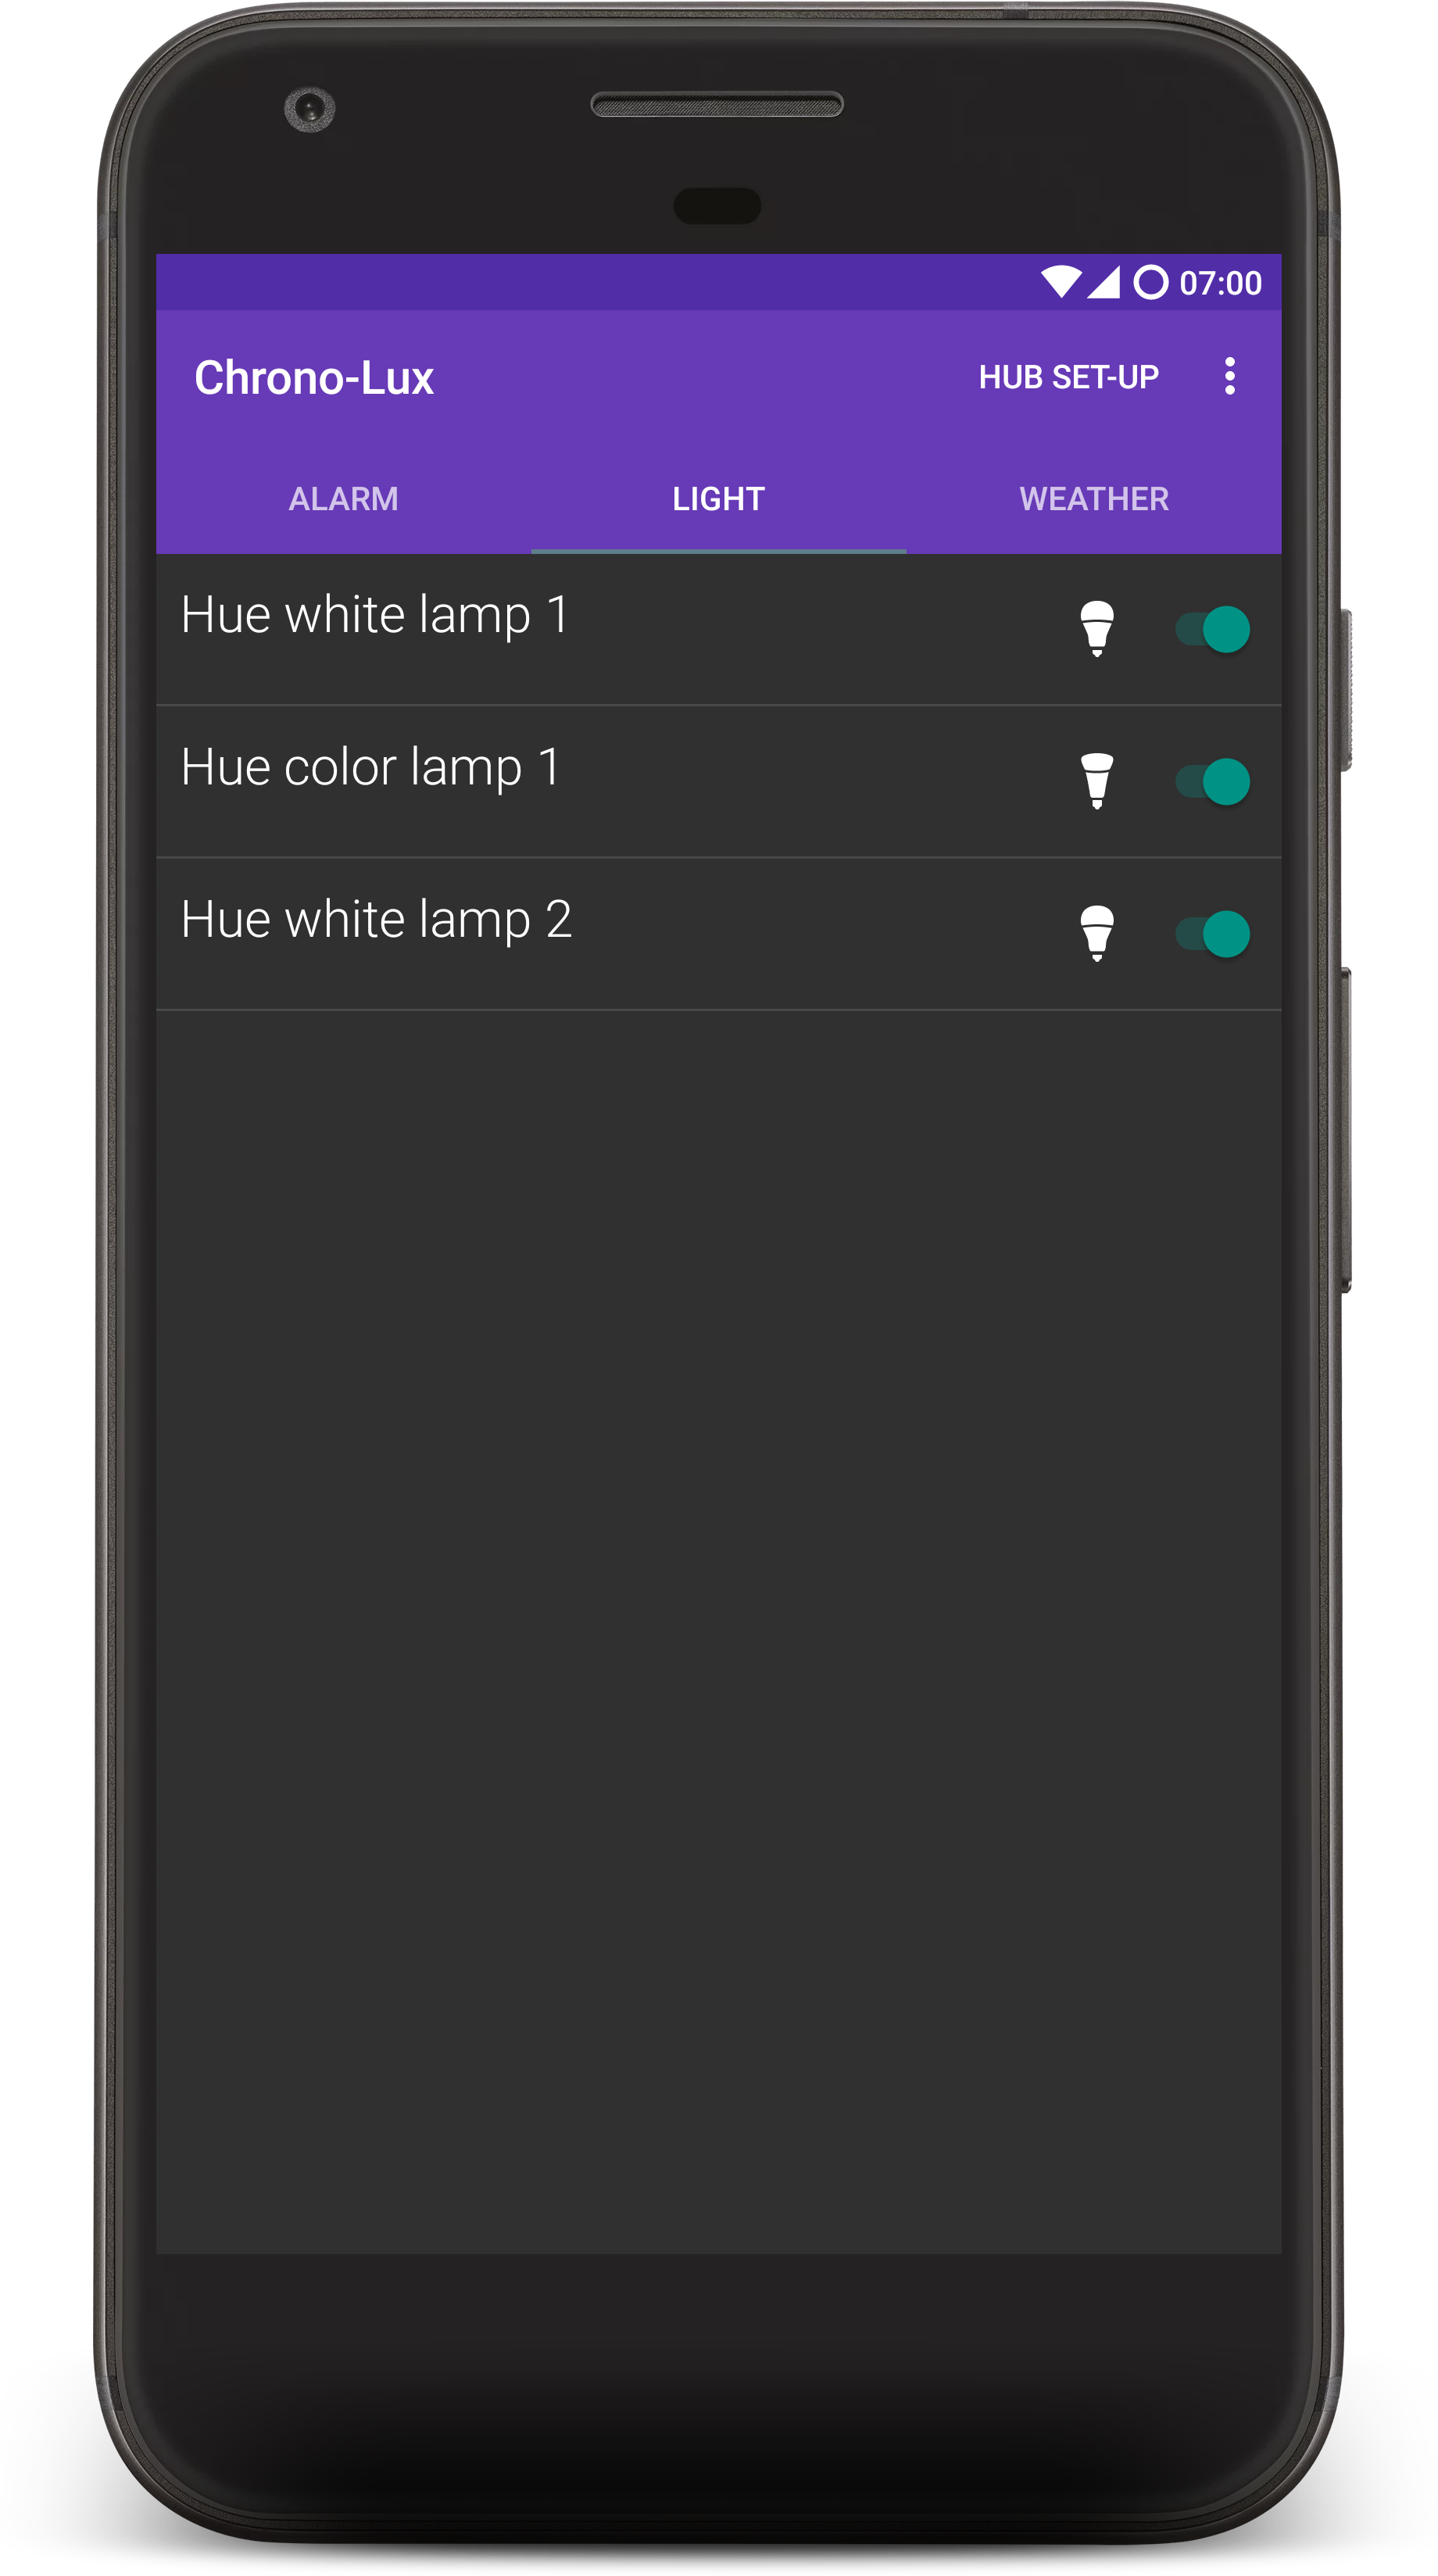 07:00
Chrono-Lux HUB SET-UP
ALARM LIGHT WEATHER
Hue white lamp 1
Hue color lamp 1
Hue white lamp 2